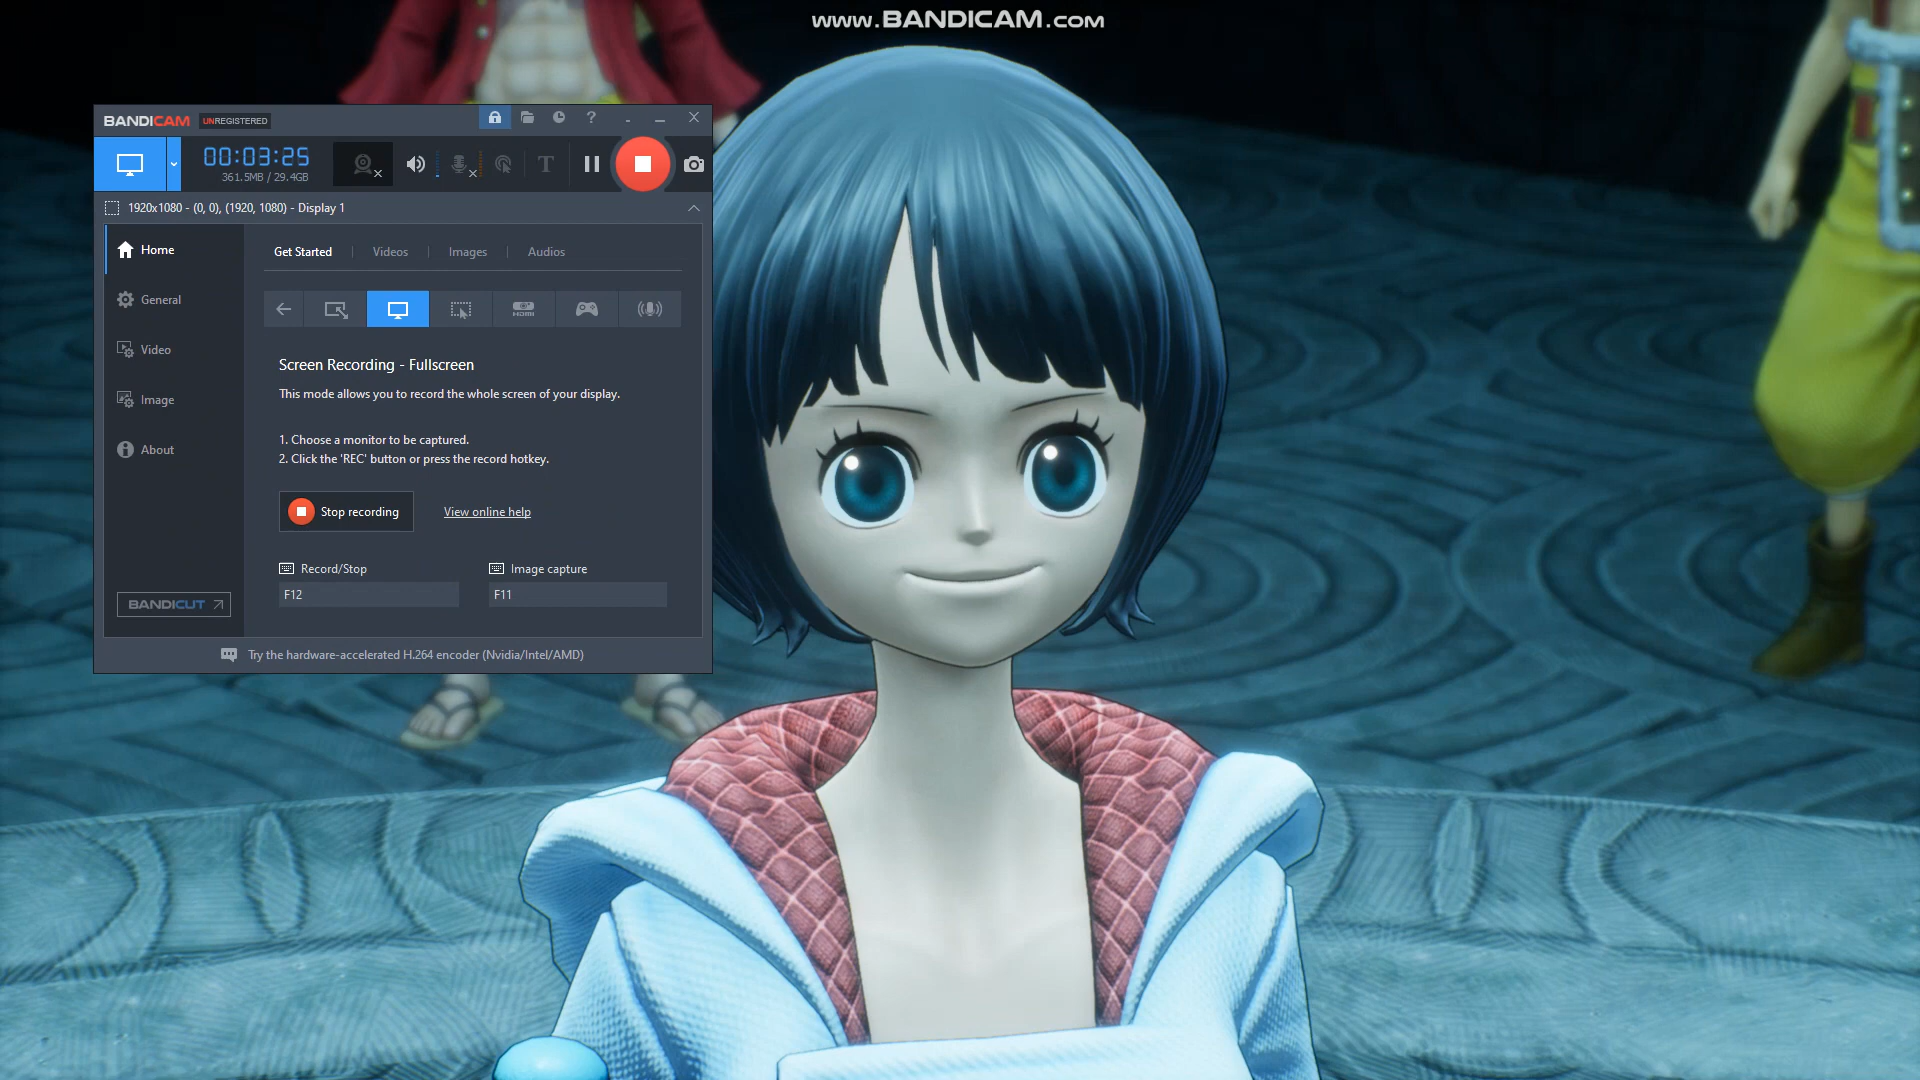 www.BANDICAM.com
BANDICAM UNREGISTERED
00:03:25
361.5MB / 29.4GB
T
1920x1080 - (0, 0), (1920, 1080) - Display 1
Home
General
Video
Image
About
BANDICUT
Get Started | Videos | Images | Audios
HDMI
Screen Recording - Fullscreen
This mode allows you to record the whole screen of your display.
1. Choose a monitor to be captured.
2. Click the 'REC' button or press the record hotkey.
Stop recording
View online help
Record/Stop
Image capture
F12
F11
Try the hardware-accelerated H.264 encoder (Nvidia/Intel/AMD)